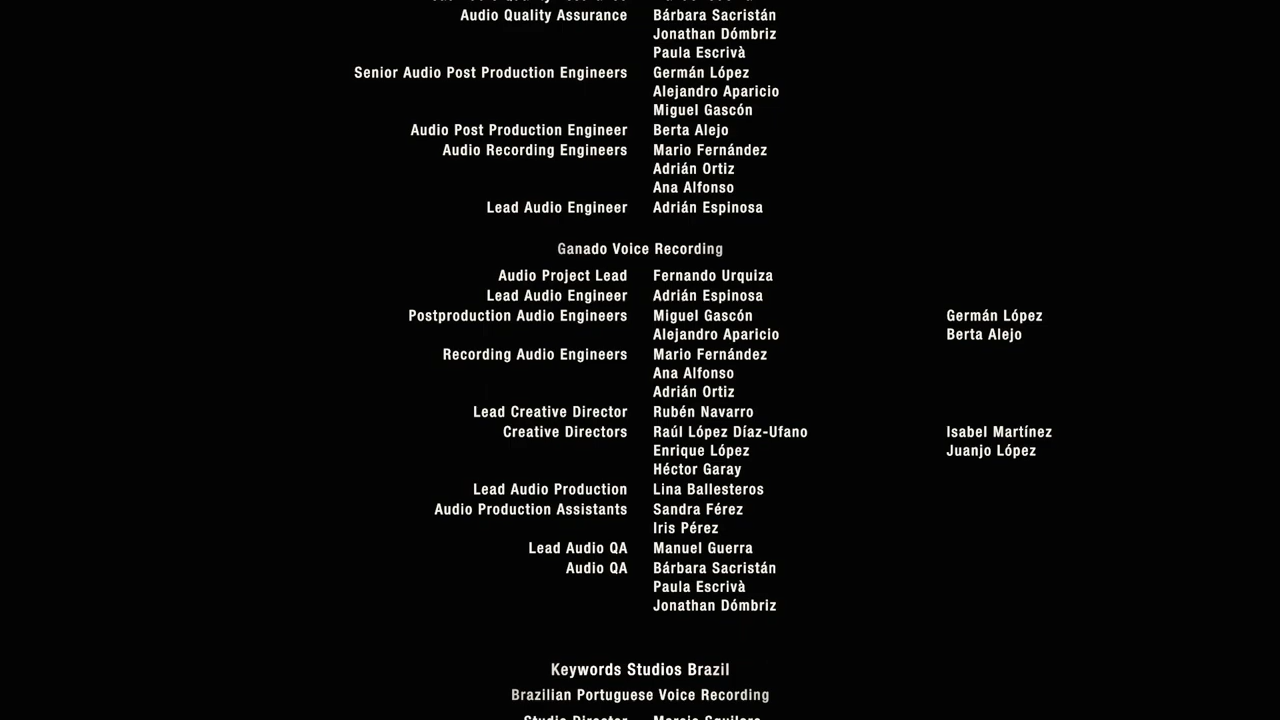 Audio Quality Assurance Bárbara Sacristán
Jonathan Dómbriz
Paula Escrivà
Senior Audio Post Production Engineers Germán López
Alejandro Aparicio
Miguel Gascón
Audio Post Production Engineer Berta Alejo
Audio Recording Engineers Mario Fernández
Adrián Ortiz
Ana Alfonso
Lead Audio Engineer Adrián Espinosa
Ganado Voice Recording
Audio Project Lead Fernando Urquiza
Lead Audio Engineer Adrián Espinosa
Postproduction Audio Engineers Miguel Gascón Germán López
Alejandro Aparicio Berta Alejo
Recording Audio Engineers Mario Fernández
Ana Alfonso
Adrián Ortiz
Lead Creative Director Rubén Navarro
Creative Directors Raúl López Díaz-Ufano Isabel Martínez
Enrique López Juanjo López
Héctor Garay
Lead Audio Production Lina Ballesteros
Audio Production Assistants Sandra Férez
Iris Pérez
Lead Audio QA Manuel Guerra
Audio QA Bárbara Sacristán
Paula Escrivà
Jonathan Dómbriz
Keywords Studios Brazil
Brazilian Portuguese Voice Recording
Studio Director